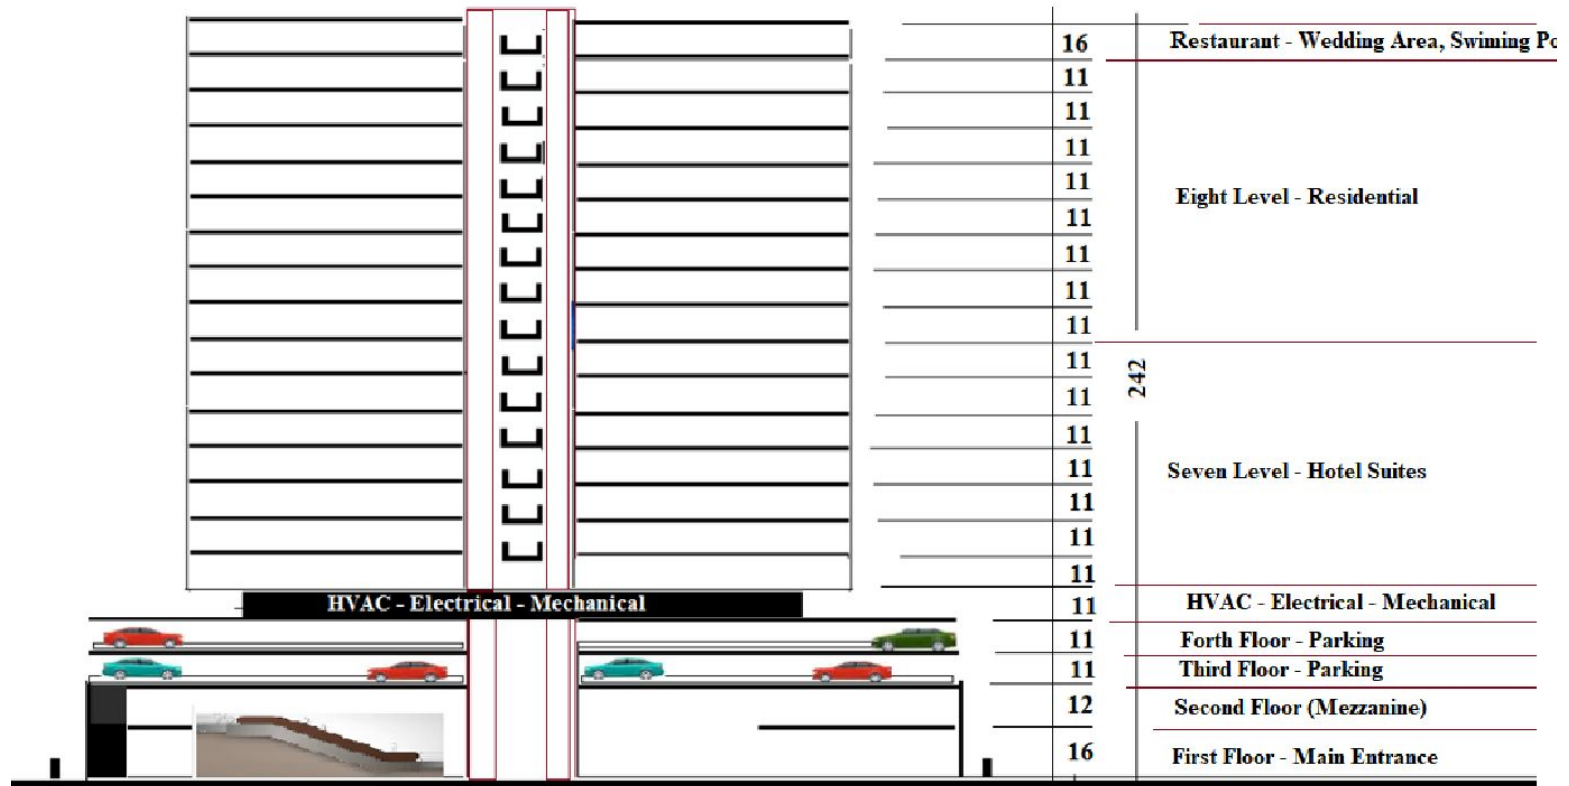 16
Restaurant - Wedding Area, Swiming Po
11
11
11
11
Eight Level - Residential
11
11
11
11
11
242
11
11
11
Seven Level - Hotel Suites
11
11
11
HVAC - Electrical - Mechanical
11
HVAC - Electrical - Mechanical
11
Forth Floor - Parking
11
Third Floor - Parking
12
Second Floor (Mezzanine)
16
First Floor - Main Entrance